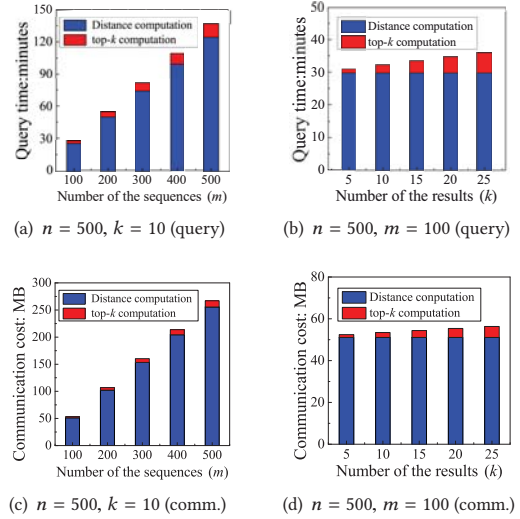 150
120
90
60
30
Query time:minutes
Distance computation
top-k computation
100 200 300 400 500
Number of the sequences (m)
(a) n = 500, k = 10 (query)
50
40
30
20
10
0
Query time:minutes
Distance computation
top-k computation
5 10 15 20 25
Number of the results (k)
(b) n = 500, m = 100 (query)
300
250
200
150
100
50
0
Communication cost: MB
Distance computation
top-k computation
100 200 300 400 500
Number of the sequences (m)
(c) n = 500, k = 10 (comm.)
80
60
40
20
0
Communication cost: MB
Distance computation
top-k computation
5 10 15 20 25
Number of the results (k)
(d) n = 500, m = 100 (comm.)